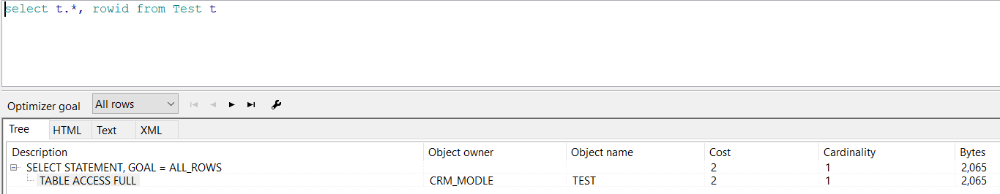 select t.*, rowid from Test t
Optimizer goal All rows
Tree HTML Text XML
Description Object owner Object name Cost Cardinality Bytes
SELECT STATEMENT, GOAL = ALL_ROWS 2 1 2,065
TABLE ACCESS FULL CRM_MODLE TEST 2 1 2,065